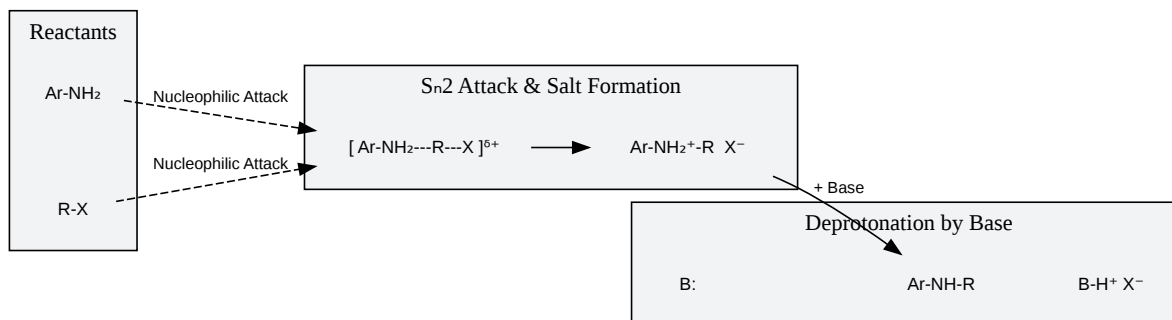 Reactants
Ar-NH₂
R-X
Nucleophilic Attack
Nucleophilic Attack
Sₙ2 Attack & Salt Formation
[ Ar-NH₂---R---X ]ᵟ⁺
Ar-NH₂⁺-R X⁻
+ Base
Deprotonation by Base
B:
Ar-NH-R
B-H⁺ X⁻